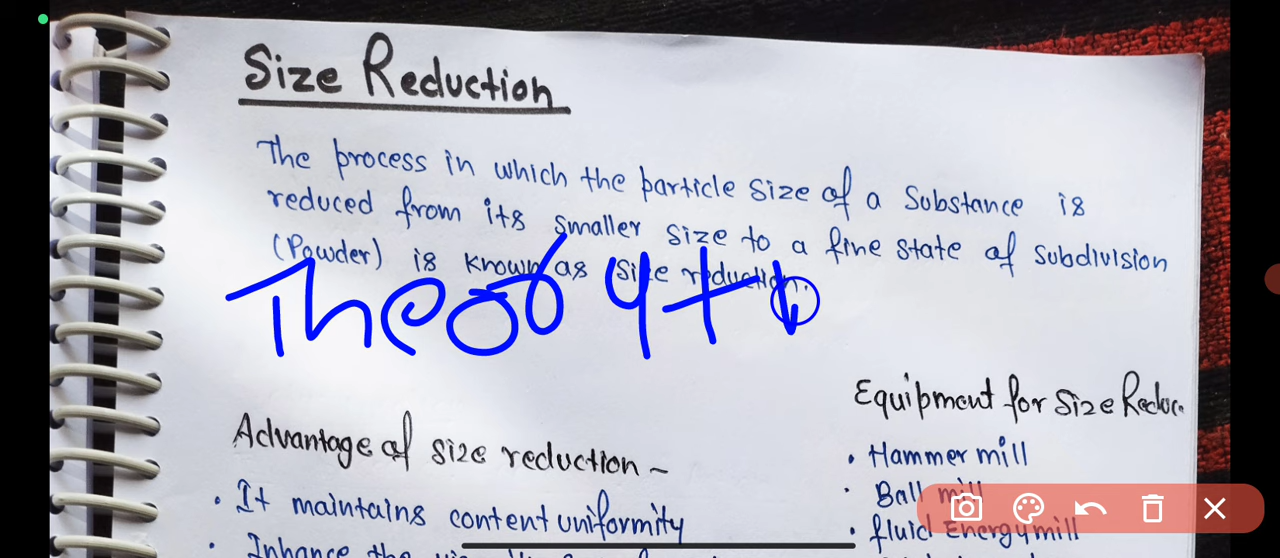 Size Reduction
The process in which the particle size of a Substance is
reduced from its smaller size to a fine state of subdivision
(Powder) is known as (Size reduction.
Equipment for Size Reduc
Advantage of size reduction ~
• Hammer mill
• It maintains content uniformity
• Ball mill
• fluid Energy mill
• Inhance the